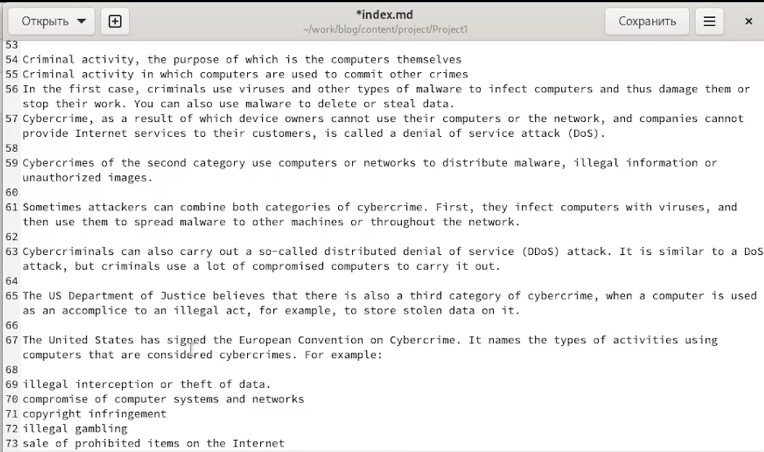 Открыть
*index.md
~/work/blog/content/project/Project1
Сохранить
53
54 Criminal activity, the purpose of which is the computers themselves
55 Criminal activity in which computers are used to commit other crimes
56 In the first case, criminals use viruses and other types of malware to infect computers and thus damage them or
stop their work. You can also use malware to delete or steal data.
57 Cybercrime, as a result of which device owners cannot use their computers or the network, and companies cannot
provide Internet services to their customers, is called a denial of service attack (DoS).
58
59 Cybercrimes of the second category use computers or networks to distribute malware, illegal information or
unauthorized images.
60
61 Sometimes attackers can combine both categories of cybercrime. First, they infect computers with viruses, and
then use them to spread malware to other machines or throughout the network.
62
63 Cybercriminals can also carry out a so-called distributed denial of service (DDoS) attack. It is similar to a DoS
attack, but criminals use a lot of compromised computers to carry it out.
64
65 The US Department of Justice believes that there is also a third category of cybercrime, when a computer is used
as an accomplice to an illegal act, for example, to store stolen data on it.
66
67 The United States has signed the European Convention on Cybercrime. It names the types of activities using
computers that are considered cybercrimes. For example:
68
69 illegal interception or theft of data.
70 compromise of computer systems and networks
71 copyright infringement
72 illegal gambling
73 sale of prohibited items on the Internet